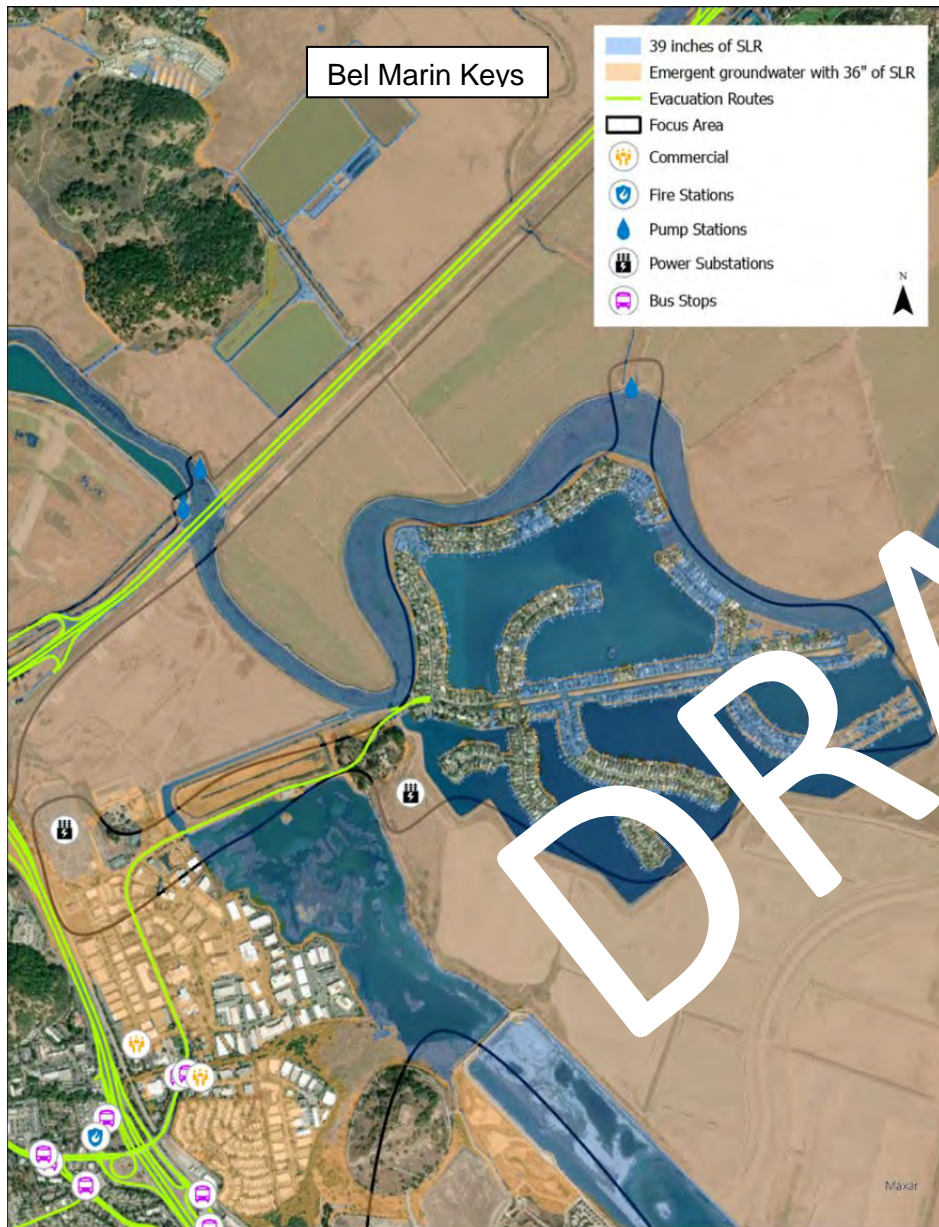 Bel Marin Keys
39 inches of SLR
Emergent groundwater with 36" of SLR
Evacuation Routes
Focus Area
Commercial
Fire Stations
Pump Stations
Power Substations
Bus Stops
N
DRA
Maxar